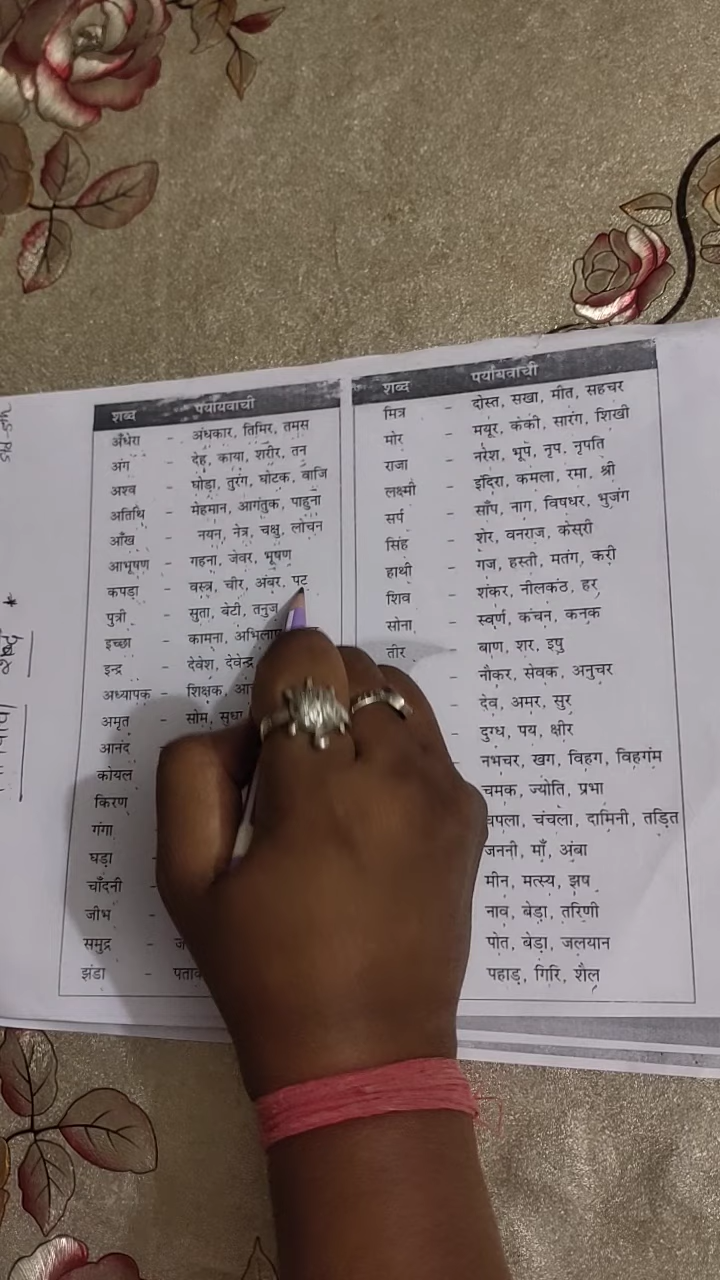 शब्द पर्यायवाची
अँधेरा - अंधकार, तिमिर, तमस
अंग - देह, काया, शरीर, तन
अश्व - घोड़ा, तुरंग, घोटक, वाजि
अतिथि - मेहमान, आगंतुक, पाहुना
आँख - नयन, नेत्र, चक्षु, लोचन
आभूषण - गहना, जेवर, भूषण
कपड़ा - वस्त्र, चीर, अंबर, पट
पुत्री - सुता, बेटी,
इच्छा - कामना,
इन्द्र - देवेश, देवेन्द्र
अध्यापक - शिक्षक,
अमृत - सोम, सुधा
आनंद
कोयल
किरण
गंगा
घड़ा
चाँदनी
जीभ -
समुद्र -
झंडा -
शब्द पर्यायवाची
मित्र - दोस्त, सखा, मीत, सहचर
मोर - मयूर, केकी, सारंग, शिखी
राजा - नरेश, भूप, नृप, नृपति
लक्ष्मी - इंदिरा, कमला, रमा, श्री
सर्प - साँप, नाग, विषधर, भुजंग
सिंह - शेर, वनराज, केसरी
हाथी - गज, हस्ती, मतंग, करी
शिव - शंकर, नीलकंठ, हर
सोना - स्वर्ण, कंचन, कनक
तीर - बाण, शर, इषु
- नौकर, सेवक, अनुचर
- देव, अमर, सुर
- दुग्ध, पय, क्षीर
- नभचर, खग, विहग, विहगंम
चमक, ज्योति, प्रभा
चपला, चंचला, दामिनी, तड़ित
जननी, माँ, अंबा
मीन, मत्स्य, झष
नाव, बेड़ा, तरिणी
पोत, बेड़ा, जलयान
पहाड़, गिरि, शैल